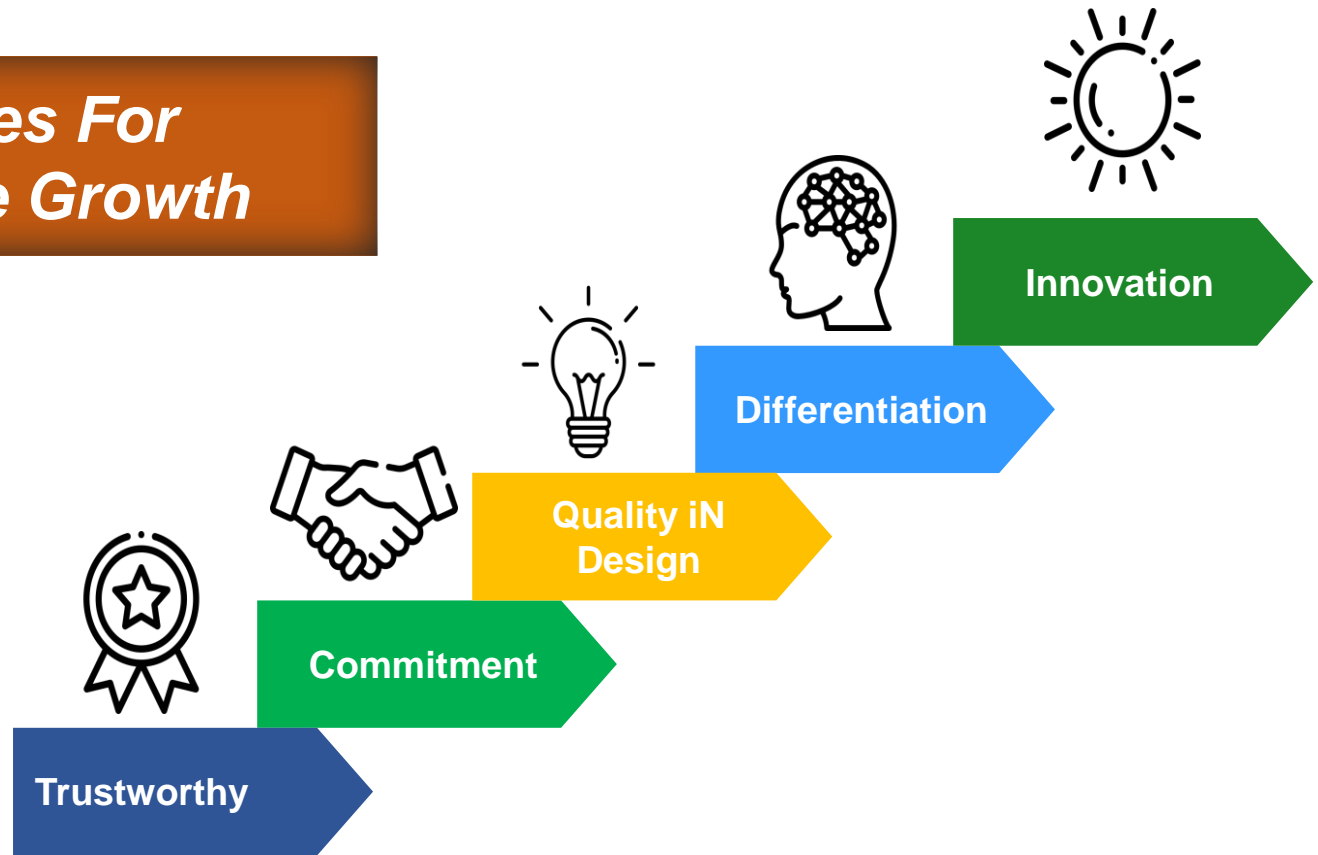 es For
e Growth
Innovation
Differentiation
Quality iN
Design
Commitment
Trustworthy